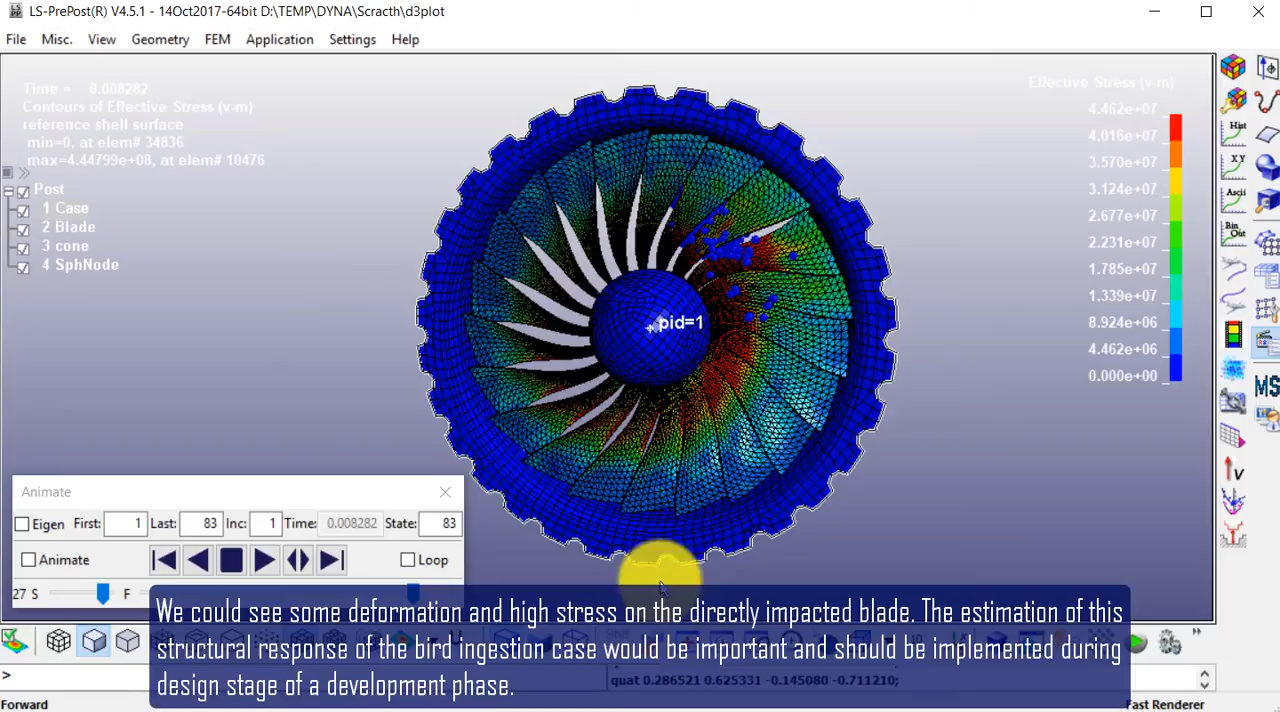 LS-PrePost(R) V4.5.1 - 14Oct2017-64bit D:\TEMP\DYNA\Scracth\d3plot
File Misc. View Geometry FEM Application Settings Help
Time = 0.008282
Contours of Effective Stress (v-m)
reference shell surface
min=0, at elem# 34836
max=4.44799e+08, at elem# 10476
Post
1 Case
2 Blade
3 cone
4 SphNode
pid=1
Effective Stress (v-m)
4.462e+07
4.016e+07
3.570e+07
3.124e+07
2.677e+07
2.231e+07
1.785e+07
1.339e+07
8.924e+06
4.462e+06
0.000e+00
Hist
XY
Ascii
Bin Out
MS
V
Animate
Eigen First: 1 Last: 83 Inc: 1 Time: 0.008282 State: 83
Animate Loop
27 S F
We could see some deformation and high stress on the directly impacted blade. The estimation of this
structural response of the bird ingestion case would be important and should be implemented during
design stage of a development phase.
>
quat 0.286521 0.625331 -0.145080 -0.711210;
Forward
Fast Renderer